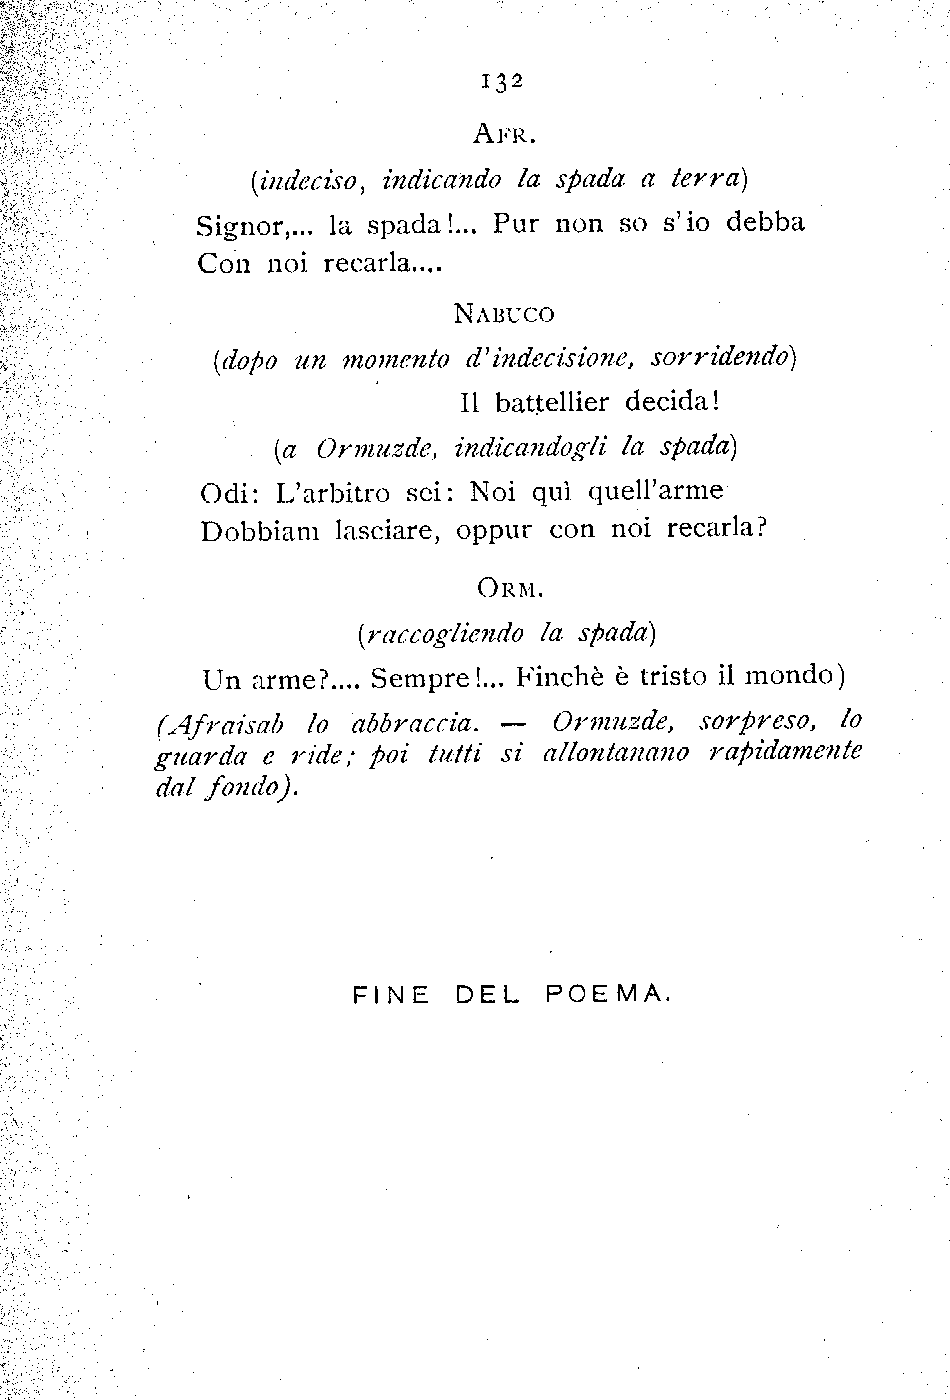 132
AFR.
(indeciso, indicando la spada a terra)
Signor,... la spada!... Pur non so s'io debba
Con noi recarla....
NABUCO
(dopo un momento d'indecisione, sorridendo)
Il battellier decida!
(a Ormuzde, indicandogli la spada)
Odi: L'arbitro sei: Noi quì quell'arme
Dobbiam lasciare, oppur con noi recarla?
ORM.
(raccogliendo la spada)
Un arme?.... Sempre!... Finchè è tristo il mondo)
(Afraisab lo abbraccia. — Ormuzde, sorpreso, lo
guarda e ride; poi tutti si allontanano rapidamente
dal fondo).
FINE DEL POEMA.